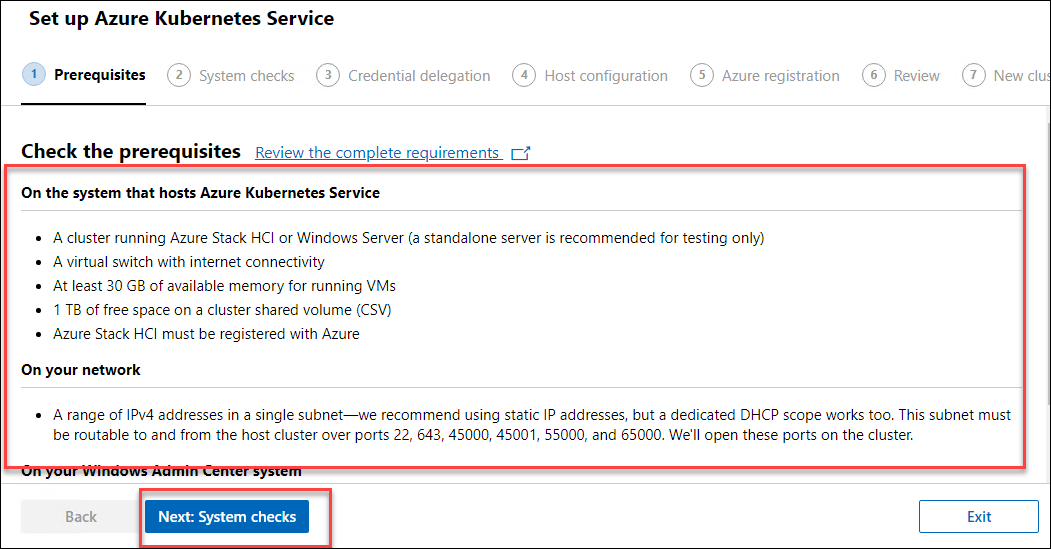 Set up Azure Kubernetes Service
1 Prerequisites 2 System checks 3 Credential delegation 4 Host configuration 5 Azure registration 6 Review 7 New clus
Check the prerequisites Review the complete requirements
On the system that hosts Azure Kubernetes Service
• A cluster running Azure Stack HCI or Windows Server (a standalone server is recommended for testing only)
• A virtual switch with internet connectivity
• At least 30 GB of available memory for running VMs
• 1 TB of free space on a cluster shared volume (CSV)
• Azure Stack HCI must be registered with Azure
On your network
• A range of IPv4 addresses in a single subnet—we recommend using static IP addresses, but a dedicated DHCP scope works too. This subnet must
be routable to and from the host cluster over ports 22, 643, 45000, 45001, 55000, and 65000. We'll open these ports on the cluster.
On your Windows Admin Center system
Back Next: System checks Exit